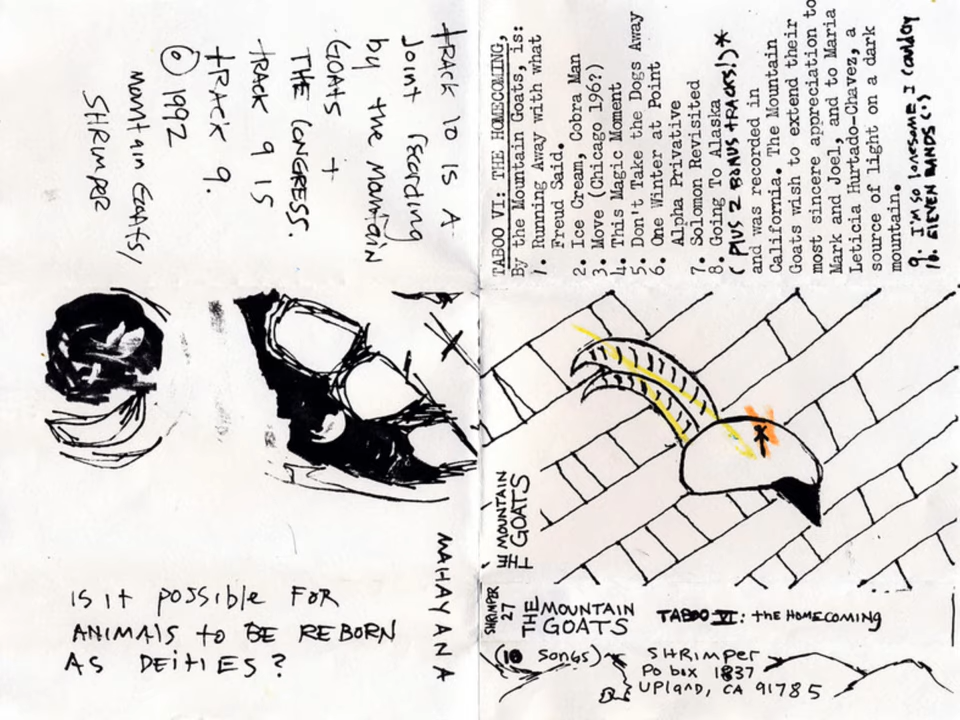 track 10 is A
Joint recording
by the Mountain
GOATS +
THE CONGRESS.
track 9 is
track 9.
© 1992
Mountain Goats/
SHRIMPER
TABOO VI: THE HOMECOMING,
By the Mountain Goats, is:
1. Running Away with what
Freud Said.
2. Ice Cream, Cobra Man
3. Move (Chicago 196?)
4. This Magic Moment
5. Don't Take the Dogs Away
6. One Winter at Point
Alpha Privative
7. Solomon Revisited
8. Going To Alaska
(PlUS 2 BONUS tRACKS!)*
and was recorded in
California. The Mountain
Goats wish to extend their
most sincere appreciation to
Mark and Joel, and to Maria
Leticia Hurtado-Chavez, a
source of light on a dark
mountain.
9. I'M SO lonesome I could cry
10. ElEVEN BANDS (·)
MAHAYANA
is it possible FOR
ANIMALS to BE REBORN
AS DEITIES?
THE MOUNTAIN
GOATS
SHRIMPER
27
THE MOUNTAIN
GOATS
TABOO VI: the HOMECOMING
(10 songs)
SHRimper
Po box 1837
UPland, CA 91785